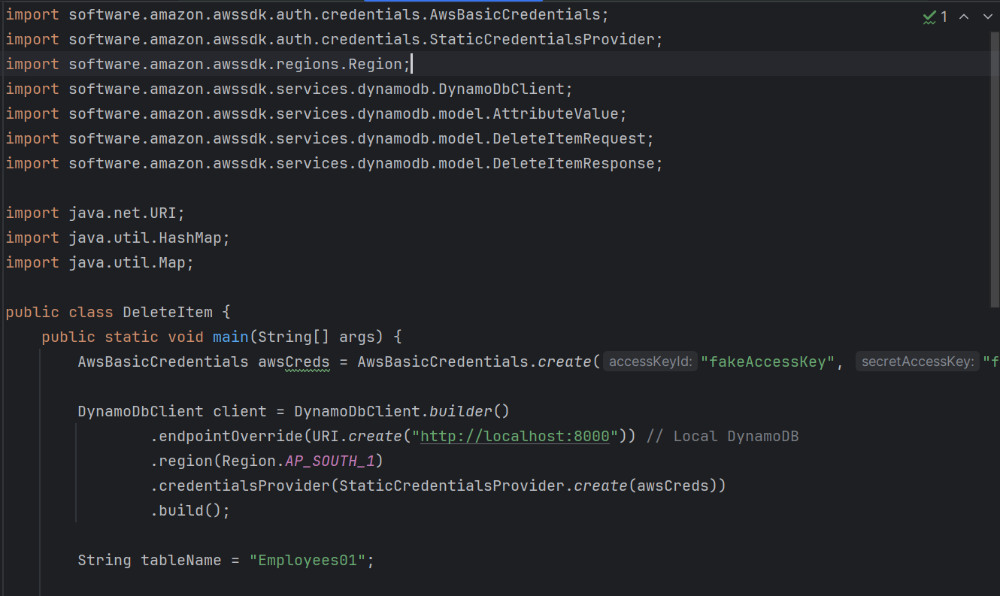 import software.amazon.awssdk.auth.credentials.AwsBasicCredentials;
1
import software.amazon.awssdk.auth.credentials.StaticCredentialsProvider;
import software.amazon.awssdk.regions.Region;
import software.amazon.awssdk.services.dynamodb.DynamoDbClient;
import software.amazon.awssdk.services.dynamodb.model.AttributeValue;
import software.amazon.awssdk.services.dynamodb.model.DeleteItemRequest;
import software.amazon.awssdk.services.dynamodb.model.DeleteItemResponse;
import java.net.URI;
import java.util.HashMap;
import java.util.Map;
public class DeleteItem {
public static void main(String[] args) {
AwsBasicCredentials awsCreds = AwsBasicCredentials.create( accessKeyId: "fakeAccessKey", secretAccessKey: "f
DynamoDbClient client = DynamoDbClient.builder()
.endpointOverride(URI.create("http://localhost:8000")) // Local DynamoDB
.region(Region.AP_SOUTH_1)
.credentialsProvider(StaticCredentialsProvider.create(awsCreds))
.build();
String tableName = "Employees01";